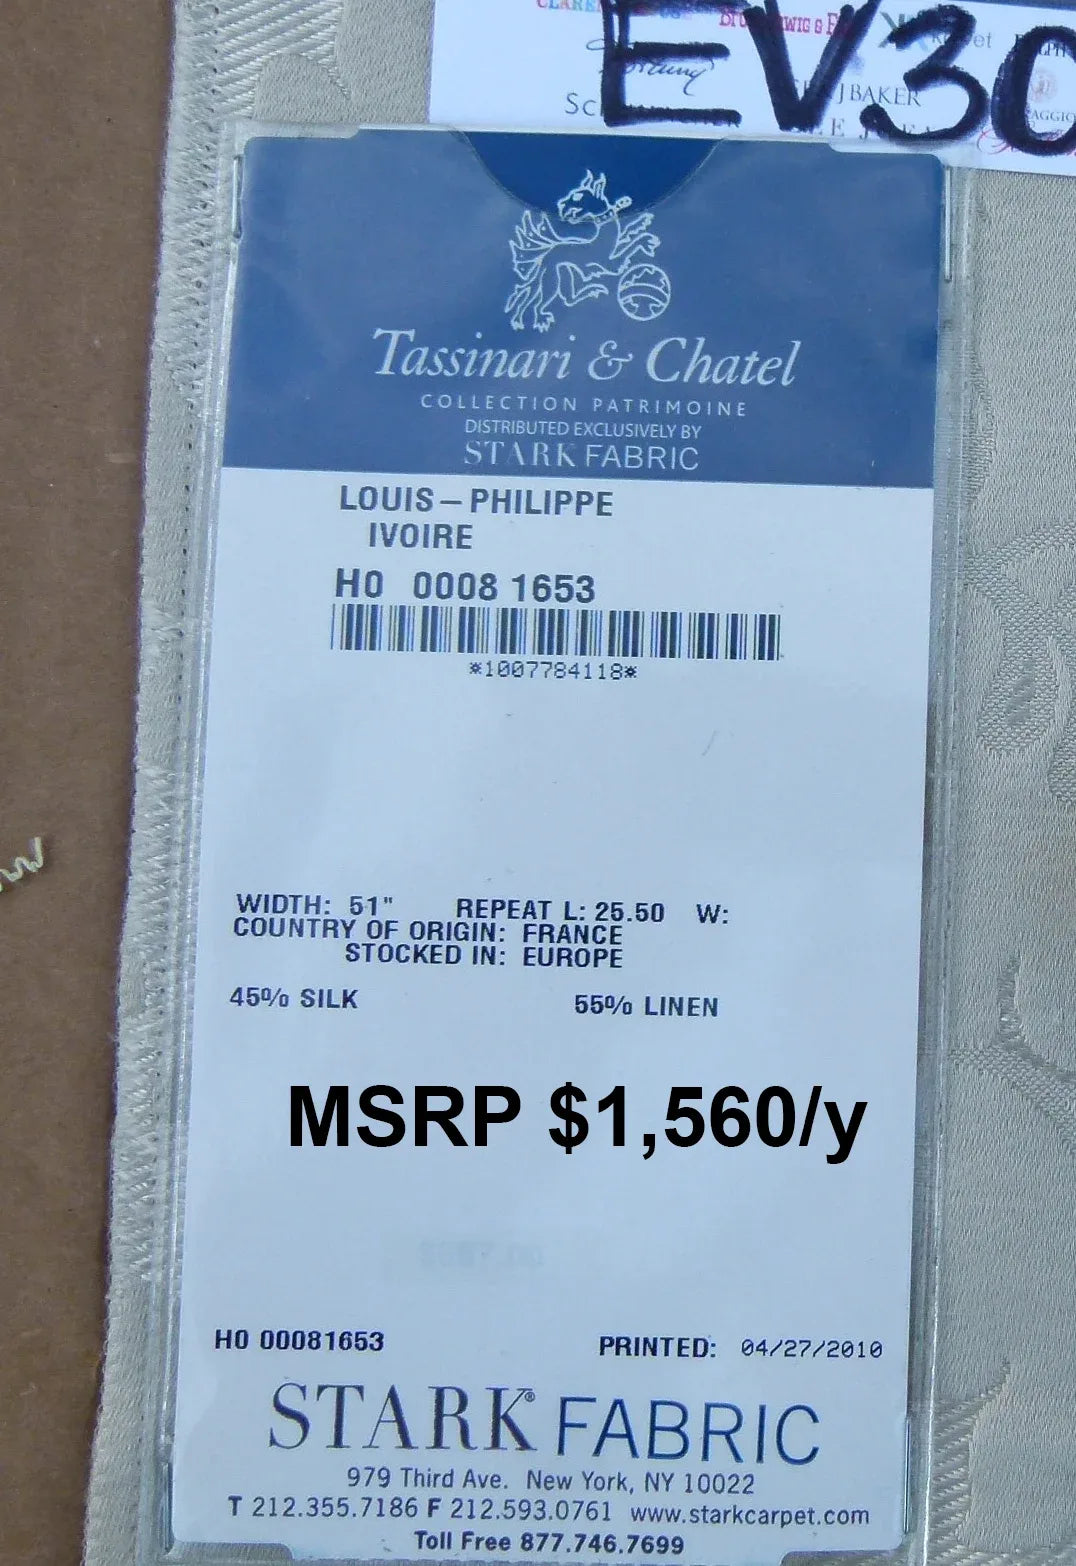 EV30
J BAKER
Tassinari & Chatel
COLLECTION PATRIMOINE
DISTRIBUTED EXCLUSIVELY BY
STARK FABRIC
LOUIS-PHILIPPE
IVOIRE
H0 0008 1653
*1007784118*
WIDTH: 51" REPEAT L: 25.50 W:
COUNTRY OF ORIGIN: FRANCE
STOCKED IN: EUROPE
45% SILK 55% LINEN
MSRP $1,560/y
H0 00081653 PRINTED: 04/27/2010
STARK® FABRIC
979 Third Ave. New York, NY 10022
T 212.355.7186 F 212.593.0761 www.starkcarpet.com
Toll Free 877.746.7699